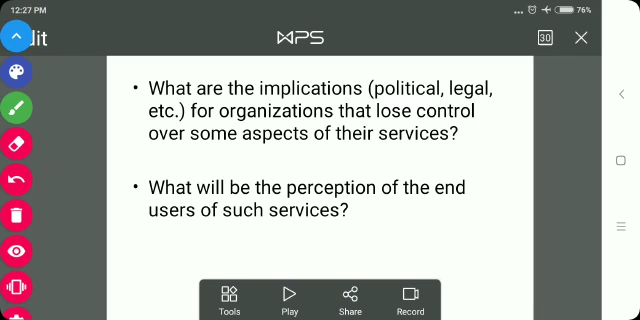 12:27 PM
... 76%
dit
WPS
30
• What are the implications (political, legal,
etc.) for organizations that lose control
over some aspects of their services?
• What will be the perception of the end
users of such services?
Tools Play Share Record